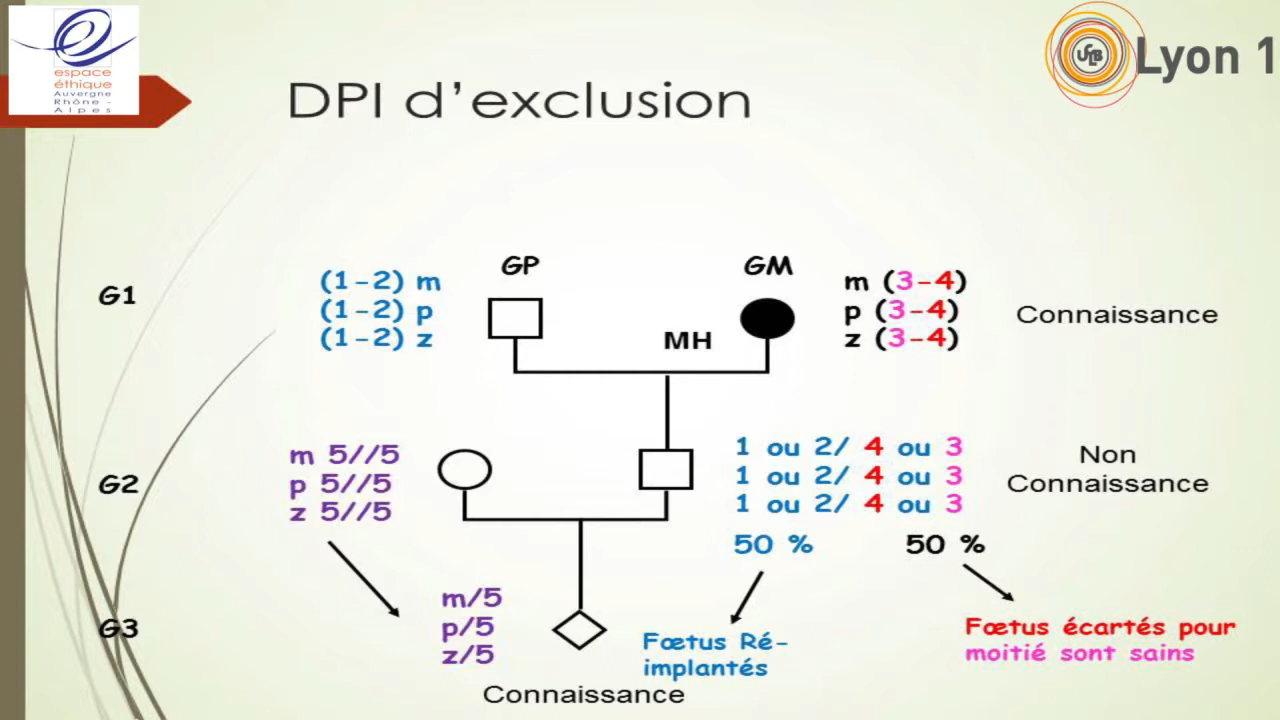 espace
éthique
Auvergne
Rhône -
Alpes
UCLB
Lyon 1
DPI d'exclusion
GP
GM
G1
(1-2) m
(1-2) p
(1-2) z
MH
m (3-4)
p (3-4)
z (3-4)
Connaissance
G2
m 5//5
p 5//5
z 5//5
1 ou 2/ 4 ou 3
1 ou 2/ 4 ou 3
1 ou 2/ 4 ou 3
Non
Connaissance
50 %
50 %
G3
m/5
p/5
z/5
Fœtus Ré-
implantés
Fœtus écartés pour
moitié sont sains
Connaissance